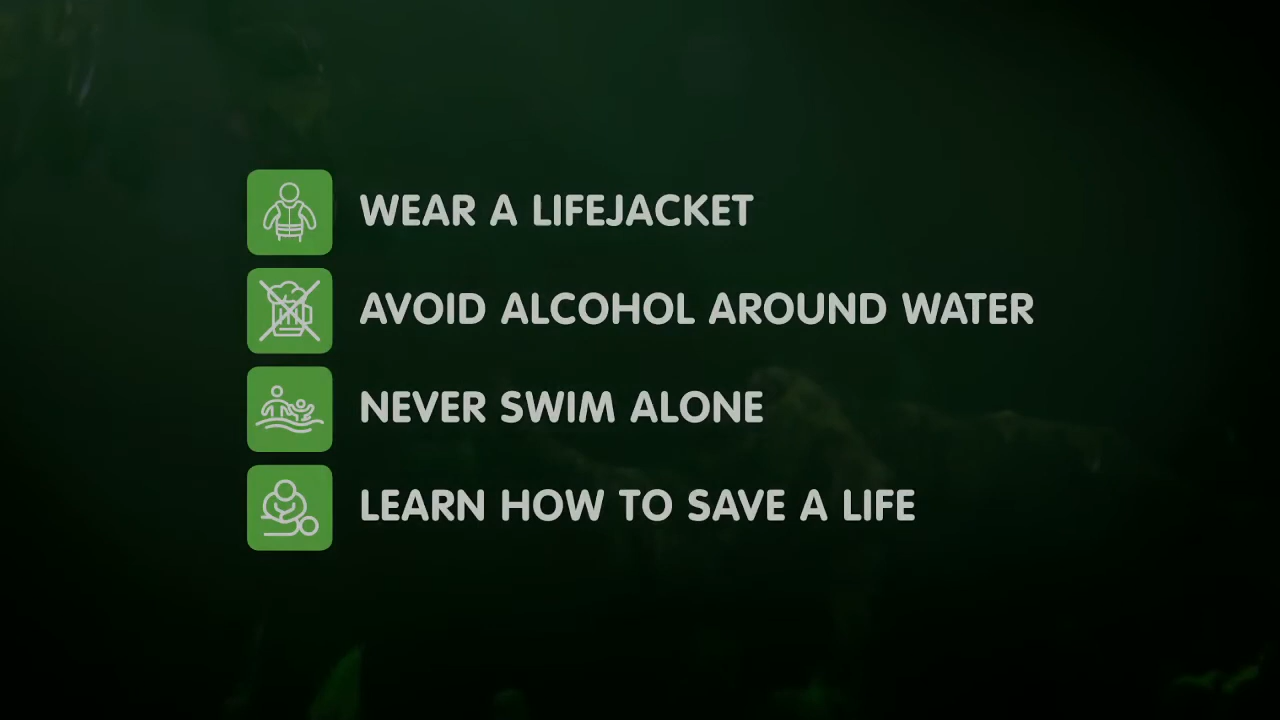 WEAR A LIFEJACKET
AVOID ALCOHOL AROUND WATER
NEVER SWIM ALONE
LEARN HOW TO SAVE A LIFE